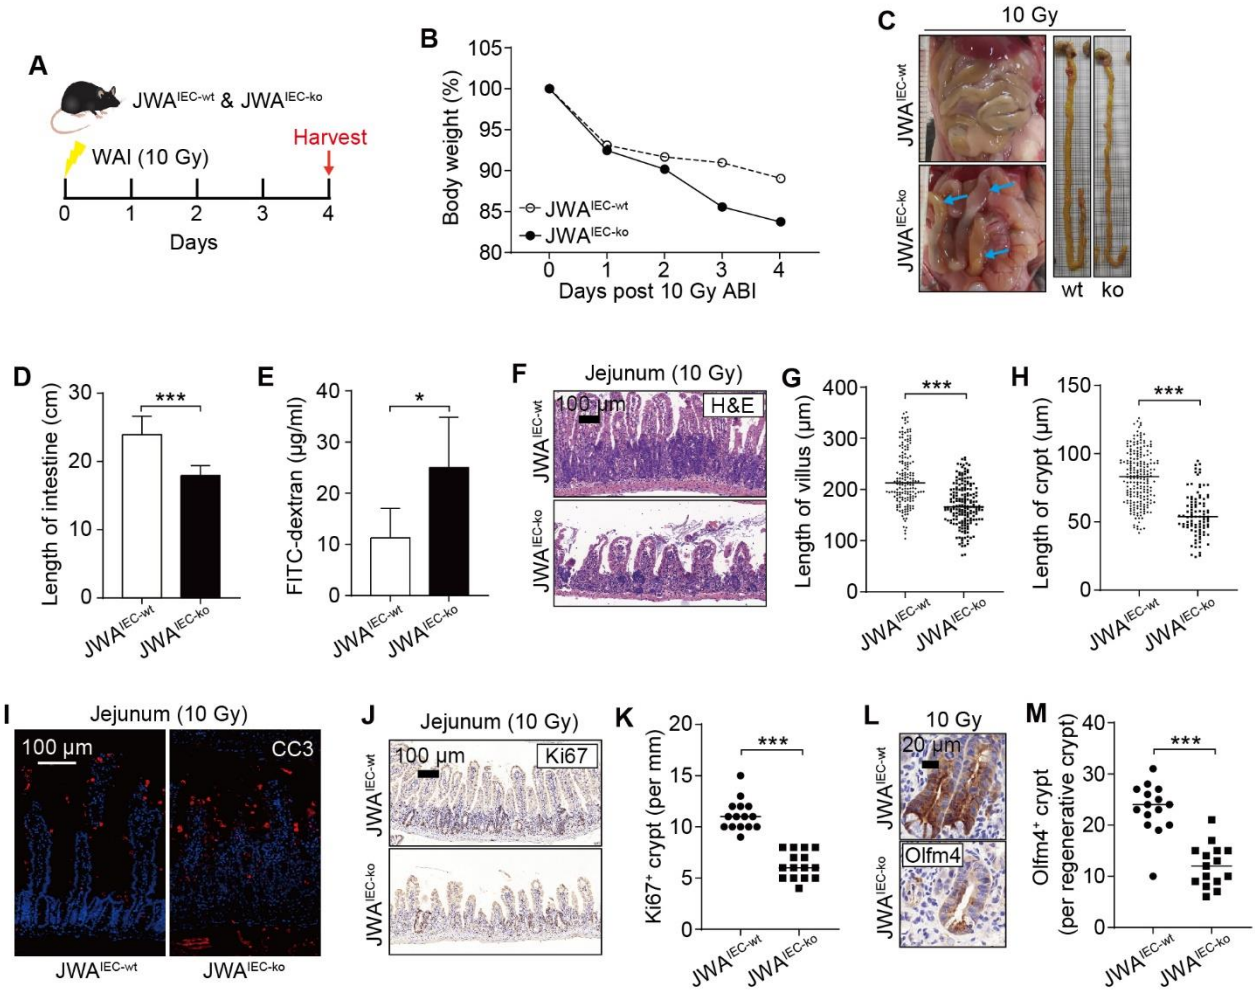 A
JWA^IEC-wt & JWA^IEC-ko
WAI (10 Gy)
Harvest
0 1 2 3 4
Days
B
Body weight (%)
105
100
95
90
85
80
JWA^IEC-wt
JWA^IEC-ko
0 1 2 3 4
Days post 10 Gy ABI
C
10 Gy
JWA^IEC-wt
JWA^IEC-ko
wt ko
D
Length of intestine (cm)
30
20
10
0
***
JWA^IEC-wt
JWA^IEC-ko
E
FITC-dextran (µg/ml)
40
30
20
10
0
*
JWA^IEC-wt
JWA^IEC-ko
F
Jejunum (10 Gy)
100 µm
H&E
JWA^IEC-wt
JWA^IEC-ko
G
Length of villus (µm)
400
300
200
100
0
***
JWA^IEC-wt
JWA^IEC-ko
H
Length of crypt (µm)
150
100
50
0
***
JWA^IEC-wt
JWA^IEC-ko
I
Jejunum (10 Gy)
100 µm
CC3
JWA^IEC-wt
JWA^IEC-ko
J
Jejunum (10 Gy)
100 µm
Ki67
JWA^IEC-wt
JWA^IEC-ko
K
Ki67⁺ crypt (per mm)
20
15
10
5
0
***
JWA^IEC-wt
JWA^IEC-ko
L
10 Gy
20 µm
Olfm4
JWA^IEC-wt
JWA^IEC-ko
M
Olfm4⁺ crypt
(per regenerative crypt)
40
30
20
10
0
***
JWA^IEC-wt
JWA^IEC-ko